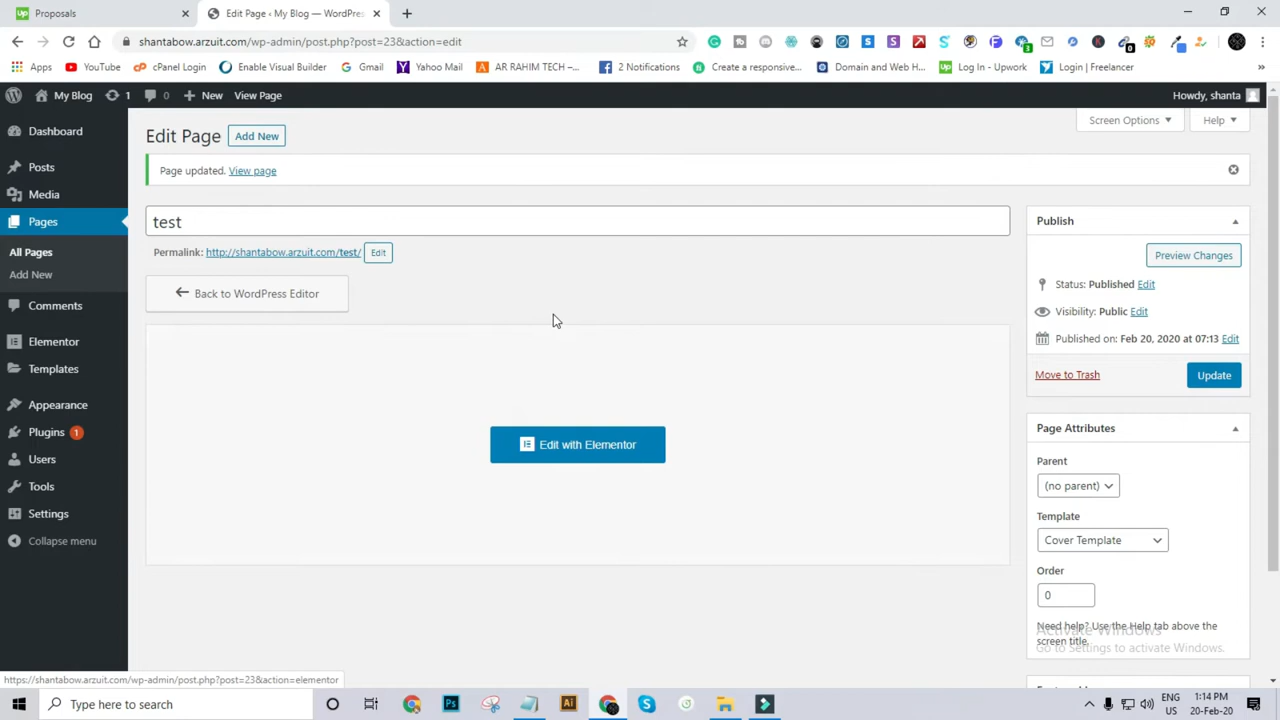 Proposals
Edit Page ‹ My Blog — WordPres
shantabow.arzuit.com/wp-admin/post.php?post=23&action=edit
Apps
YouTube
cPanel Login
Enable Visual Builder
Gmail
Yahoo Mail
AR RAHIM TECH –...
2 Notifications
Create a responsive...
Domain and Web H...
Log In - Upwork
Login | Freelancer
My Blog
1
0
New
View Page
Howdy, shanta
Dashboard
Posts
Media
Pages
All Pages
Add New
Comments
Elementor
Templates
Appearance
Plugins 1
Users
Tools
Settings
Collapse menu
Screen Options
Help
Edit Page
Add New
Page updated. View page
test
Permalink: http://shantabow.arzuit.com/test/ Edit
Back to WordPress Editor
Edit with Elementor
Publish
Preview Changes
Status: Published Edit
Visibility: Public Edit
Published on: Feb 20, 2020 at 07:13 Edit
Move to Trash
Update
Page Attributes
Parent
(no parent)
Template
Cover Template
Order
0
Need help? Use the Help tab above the
screen title.
Activate Windows
Go to Settings to activate Windows.
https://shantabow.arzuit.com/wp-admin/post.php?post=23&action=elementor
Type here to search
ENG
US
1:14 PM
20-Feb-20